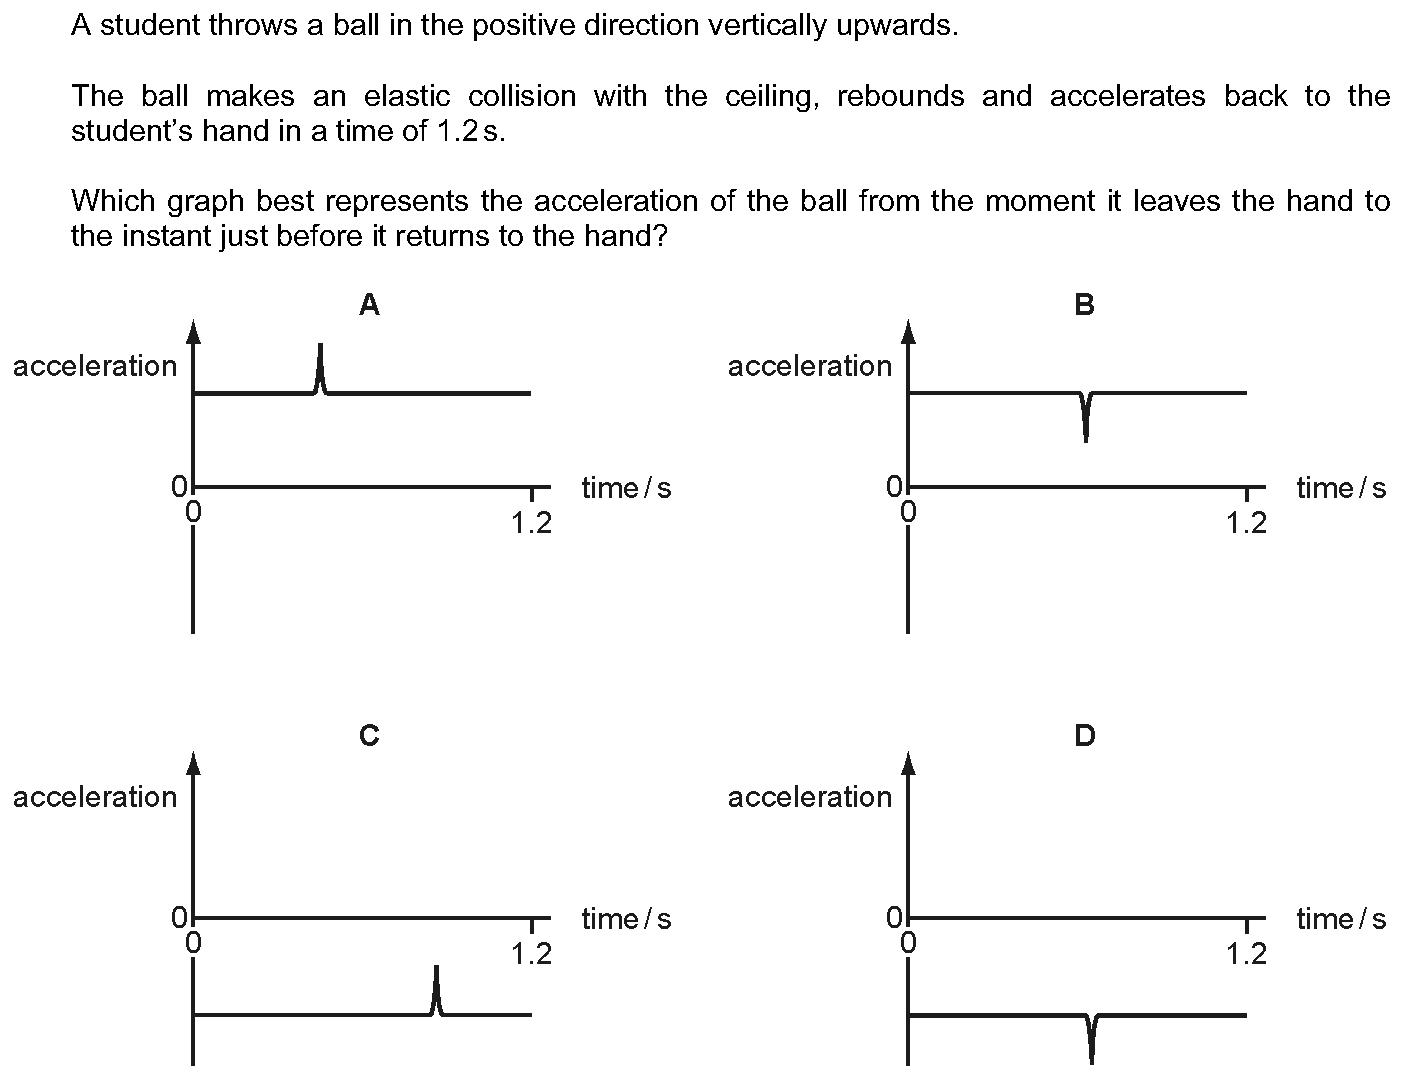 A student throws a ball in the positive direction vertically upwards.
The ball makes an elastic collision with the ceiling, rebounds and accelerates back to the
student’s hand in a time of 1.2 s.
Which graph best represents the acceleration of the ball from the moment it leaves the hand to
the instant just before it returns to the hand?
A
B
acceleration
acceleration
0
time / s
0
time / s
0
1.2
0
1.2
C
D
acceleration
acceleration
0
time / s
0
time / s
0
1.2
0
1.2